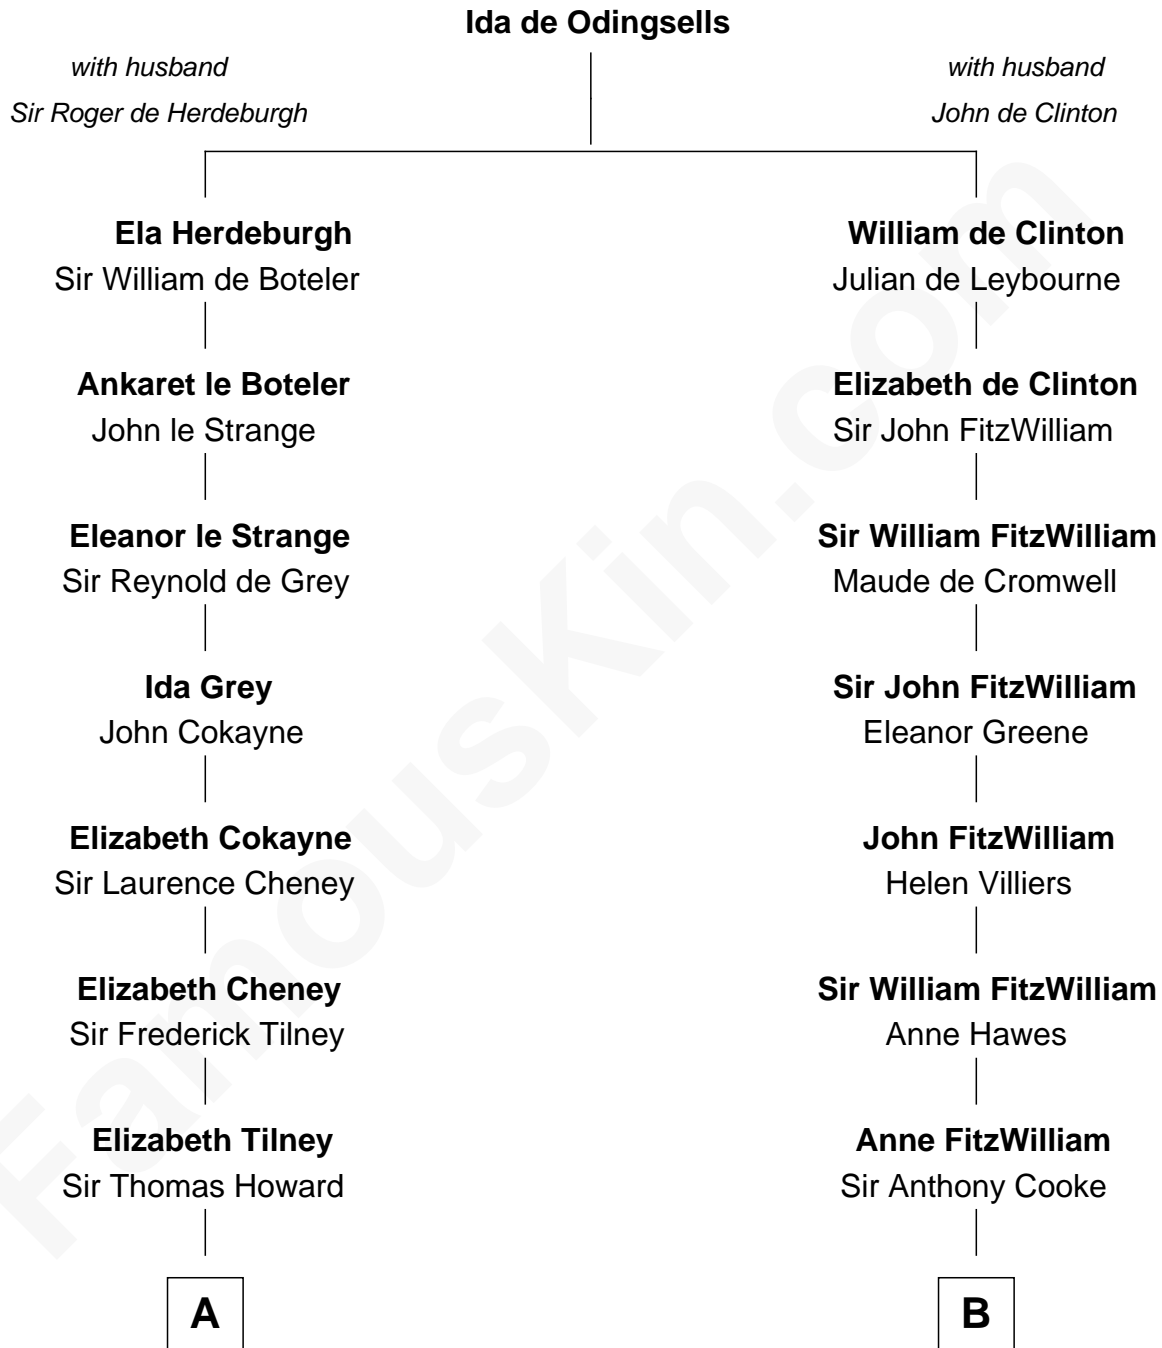 Ida de Odingsells
with husband
Sir Roger de Herdeburgh
with husband
John de Clinton
Ela Herdeburgh
Sir William de Boteler
Ankaret le Boteler
John le Strange
Eleanor le Strange
Sir Reynold de Grey
Ida Grey
John Cokayne
Elizabeth Cokayne
Sir Laurence Cheney
Elizabeth Cheney
Sir Frederick Tilney
Elizabeth Tilney
Sir Thomas Howard
A
William de Clinton
Julian de Leybourne
Elizabeth de Clinton
Sir John FitzWilliam
Sir William FitzWilliam
Maude de Cromwell
Sir John FitzWilliam
Eleanor Greene
John FitzWilliam
Helen Villiers
Sir William FitzWilliam
Anne Hawes
Anne FitzWilliam
Sir Anthony Cooke
B
FamousKin.com